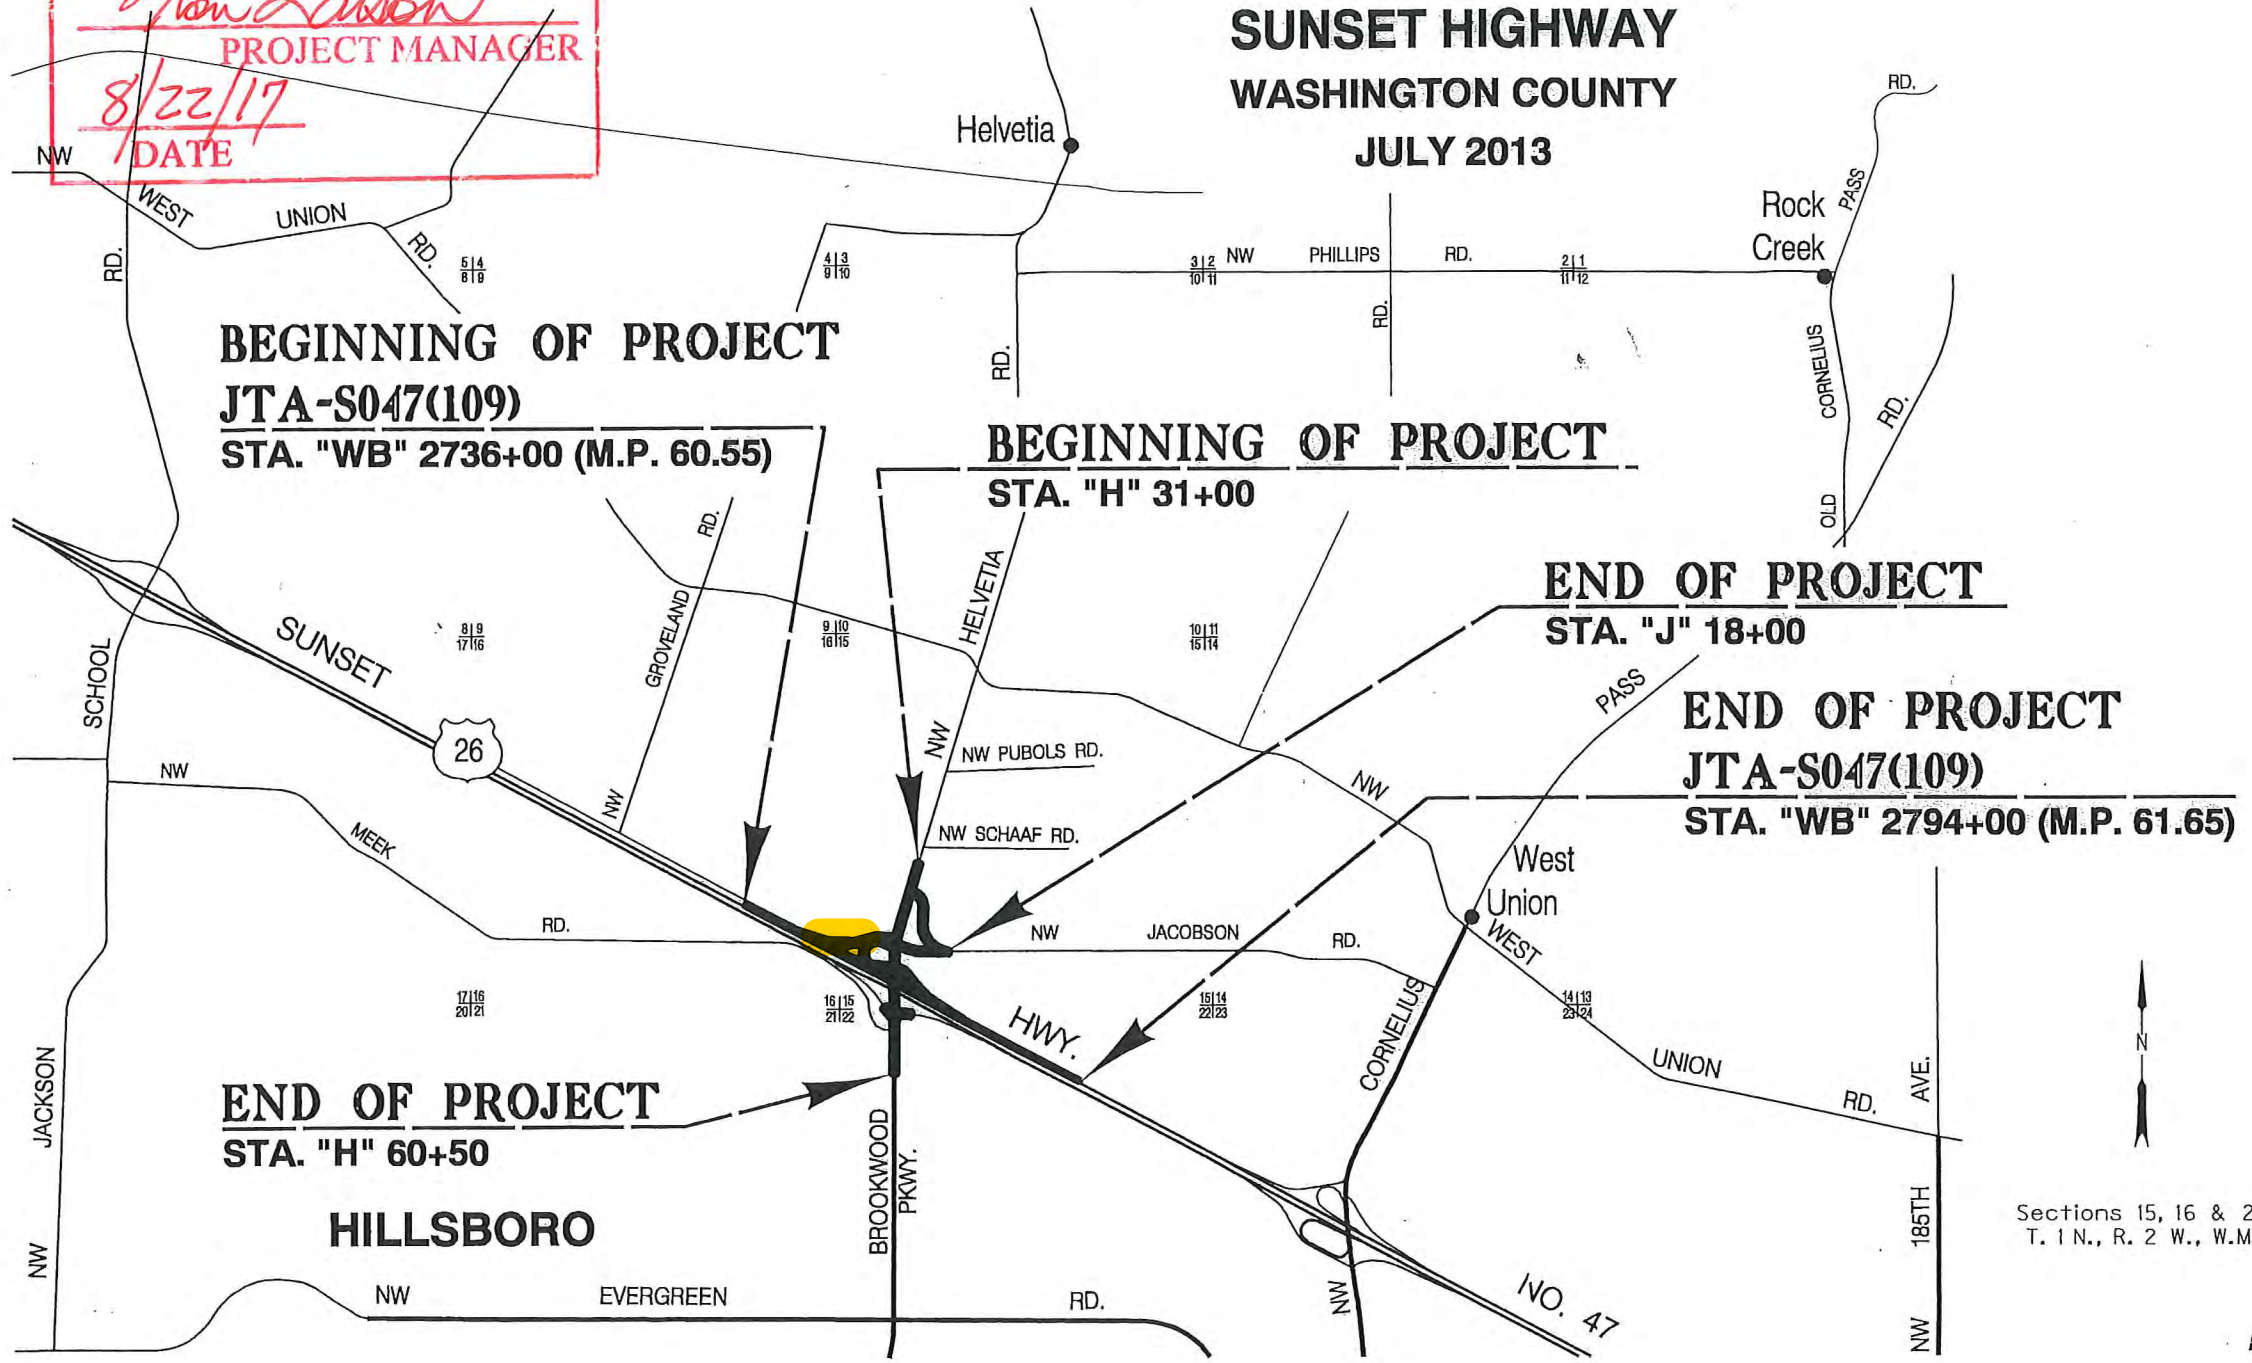 PROJECT MANAGER
8/22/17
DATE
SUNSET HIGHWAY
WASHINGTON COUNTY
JULY 2013
NW
WEST
UNION
RD.
RD.
5|4
8|9
4|3
9|10
Helvetia
3|2
10|11
NW
PHILLIPS
RD.
2|1
11|12
RD.
RD.
Rock
Creek
PASS
RD.
CORNELIUS
OLD
RD.
BEGINNING OF PROJECT
JTA-S047(109)
STA. "WB" 2736+00 (M.P. 60.55)
BEGINNING OF PROJECT
STA. "H" 31+00
END OF PROJECT
STA. "J" 18+00
END OF PROJECT
JTA-S047(109)
STA. "WB" 2794+00 (M.P. 61.65)
SUNSET
26
SCHOOL
8|9
17|16
RD.
GROVELAND
NW
9|10
16|15
HELVETIA
NW
10|11
15|14
NW PUBOLS RD.
NW SCHAAF RD.
PASS
NW
NW
MEEK
RD.
NW
JACOBSON
RD.
West
Union
WEST
UNION
RD.
17|16
20|21
16|15
21|22
15|14
22|23
14|13
23|24
HWY.
CORNELIUS
NW
JACKSON
NW
END OF PROJECT
STA. "H" 60+50
BROOKWOOD
PKWY.
HILLSBORO
NW
EVERGREEN
RD.
NO. 47
AVE.
185TH
NW
N
Sections 15, 16 & 2
T. 1 N., R. 2 W., W.M